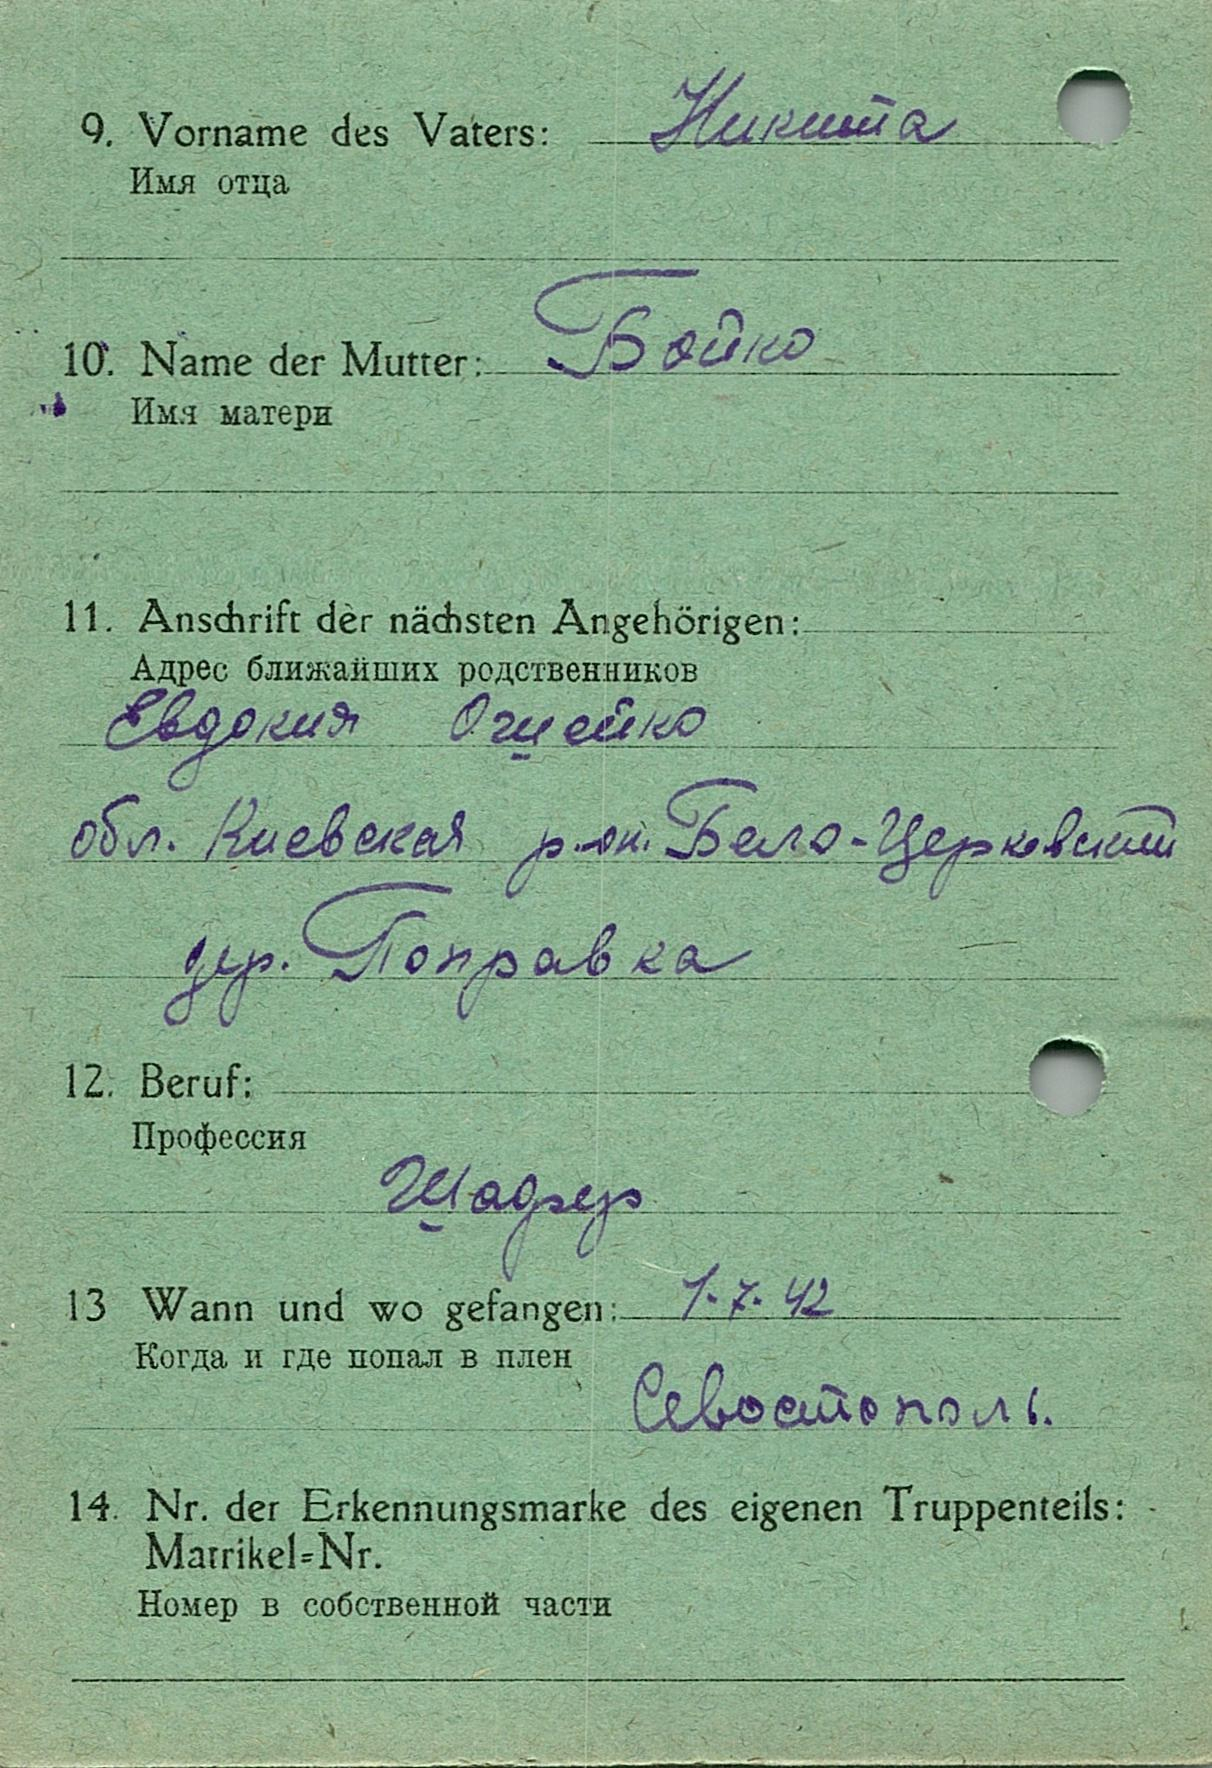 9. Vorname des Vaters: Никита
Имя отца
10. Name der Mutter: Бойко
Имя матери
11. Anschrift der nächsten Angehörigen:
Адрес ближайших родственников
Евдокия
обл. Киевская р.-он. Бело-Церковский
дер. Поправка
12. Beruf:
Профессия
13 Wann und wo gefangen: 1.7.42
Когда и где попал в плен
Севостополь.
14. Nr. der Erkennungsmarke des eigenen Truppenteils:
Matrikel=Nr.
Номер в собственной части